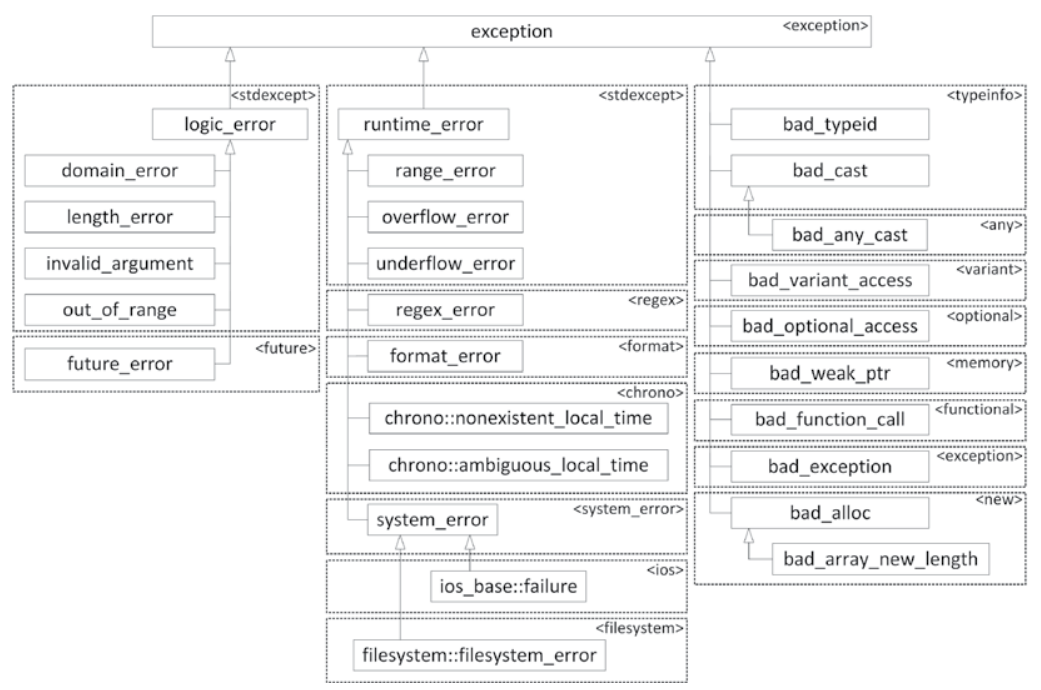 exception
<exception>
<stdexcept>
logic_error
domain_error
length_error
invalid_argument
out_of_range
<future>
future_error
<stdexcept>
runtime_error
range_error
overflow_error
underflow_error
<regex>
regex_error
<format>
format_error
<chrono>
chrono::nonexistent_local_time
chrono::ambiguous_local_time
<system_error>
system_error
<ios>
ios_base::failure
<filesystem>
filesystem::filesystem_error
<typeinfo>
bad_typeid
bad_cast
<any>
bad_any_cast
<variant>
bad_variant_access
<optional>
bad_optional_access
<memory>
bad_weak_ptr
<functional>
bad_function_call
<exception>
bad_exception
<new>
bad_alloc
bad_array_new_length